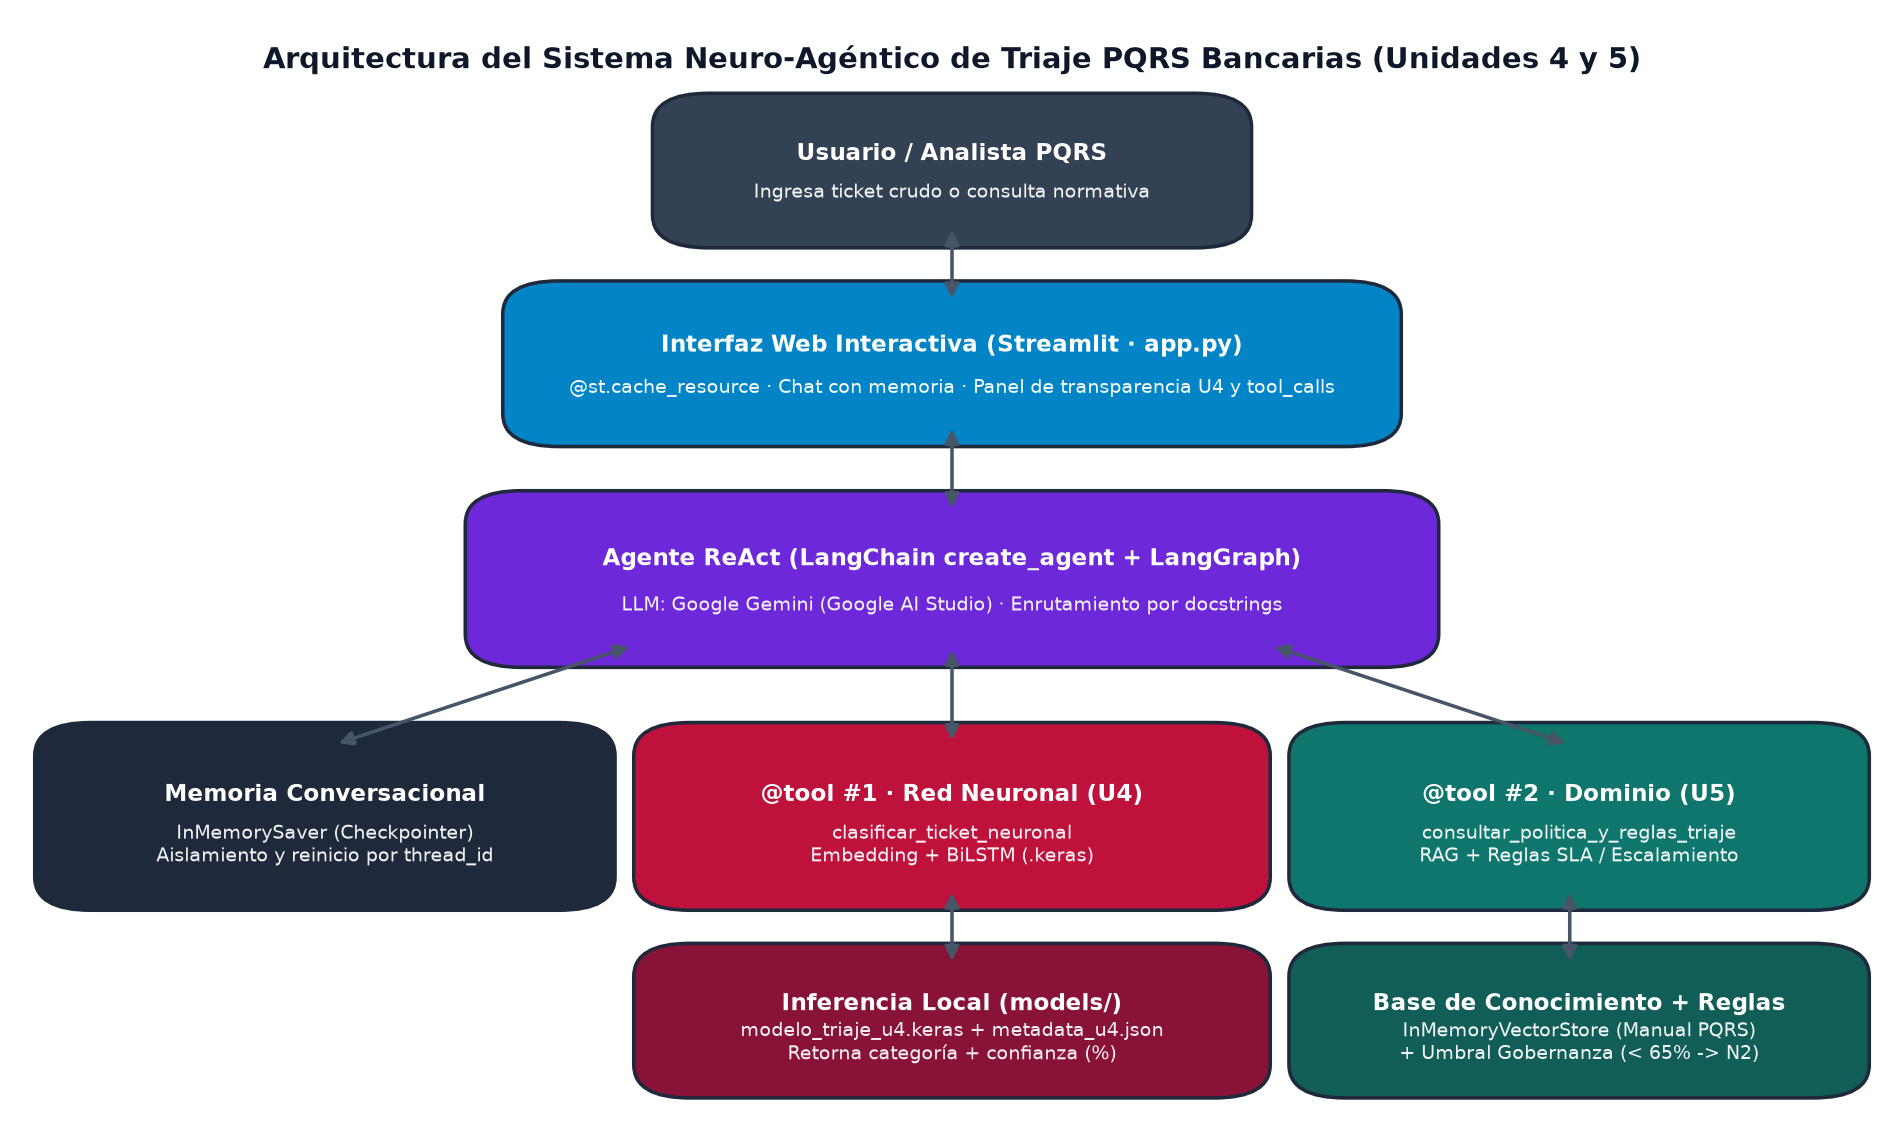 Arquitectura del Sistema Neuro-Agéntico de Triaje PQRS Bancarias (Unidades 4 y 5)
Usuario / Analista PQRS
Ingresa ticket crudo o consulta normativa
Interfaz Web Interactiva (Streamlit · app.py)
@st.cache_resource · Chat con memoria · Panel de transparencia U4 y tool_calls
Agente ReAct (LangChain create_agent + LangGraph)
LLM: Google Gemini (Google AI Studio) · Enrutamiento por docstrings
Memoria Conversacional
InMemorySaver (Checkpointer)
Aislamiento y reinicio por thread_id
@tool #1 · Red Neuronal (U4)
clasificar_ticket_neuronal
Embedding + BiLSTM (.keras)
@tool #2 · Dominio (U5)
consultar_politica_y_reglas_triaje
RAG + Reglas SLA / Escalamiento
Inferencia Local (models/)
modelo_triaje_u4.keras + metadata_u4.json
Retorna categoría + confianza (%)
Base de Conocimiento + Reglas
InMemoryVectorStore (Manual PQRS)
+ Umbral Gobernanza (< 65% -> N2)